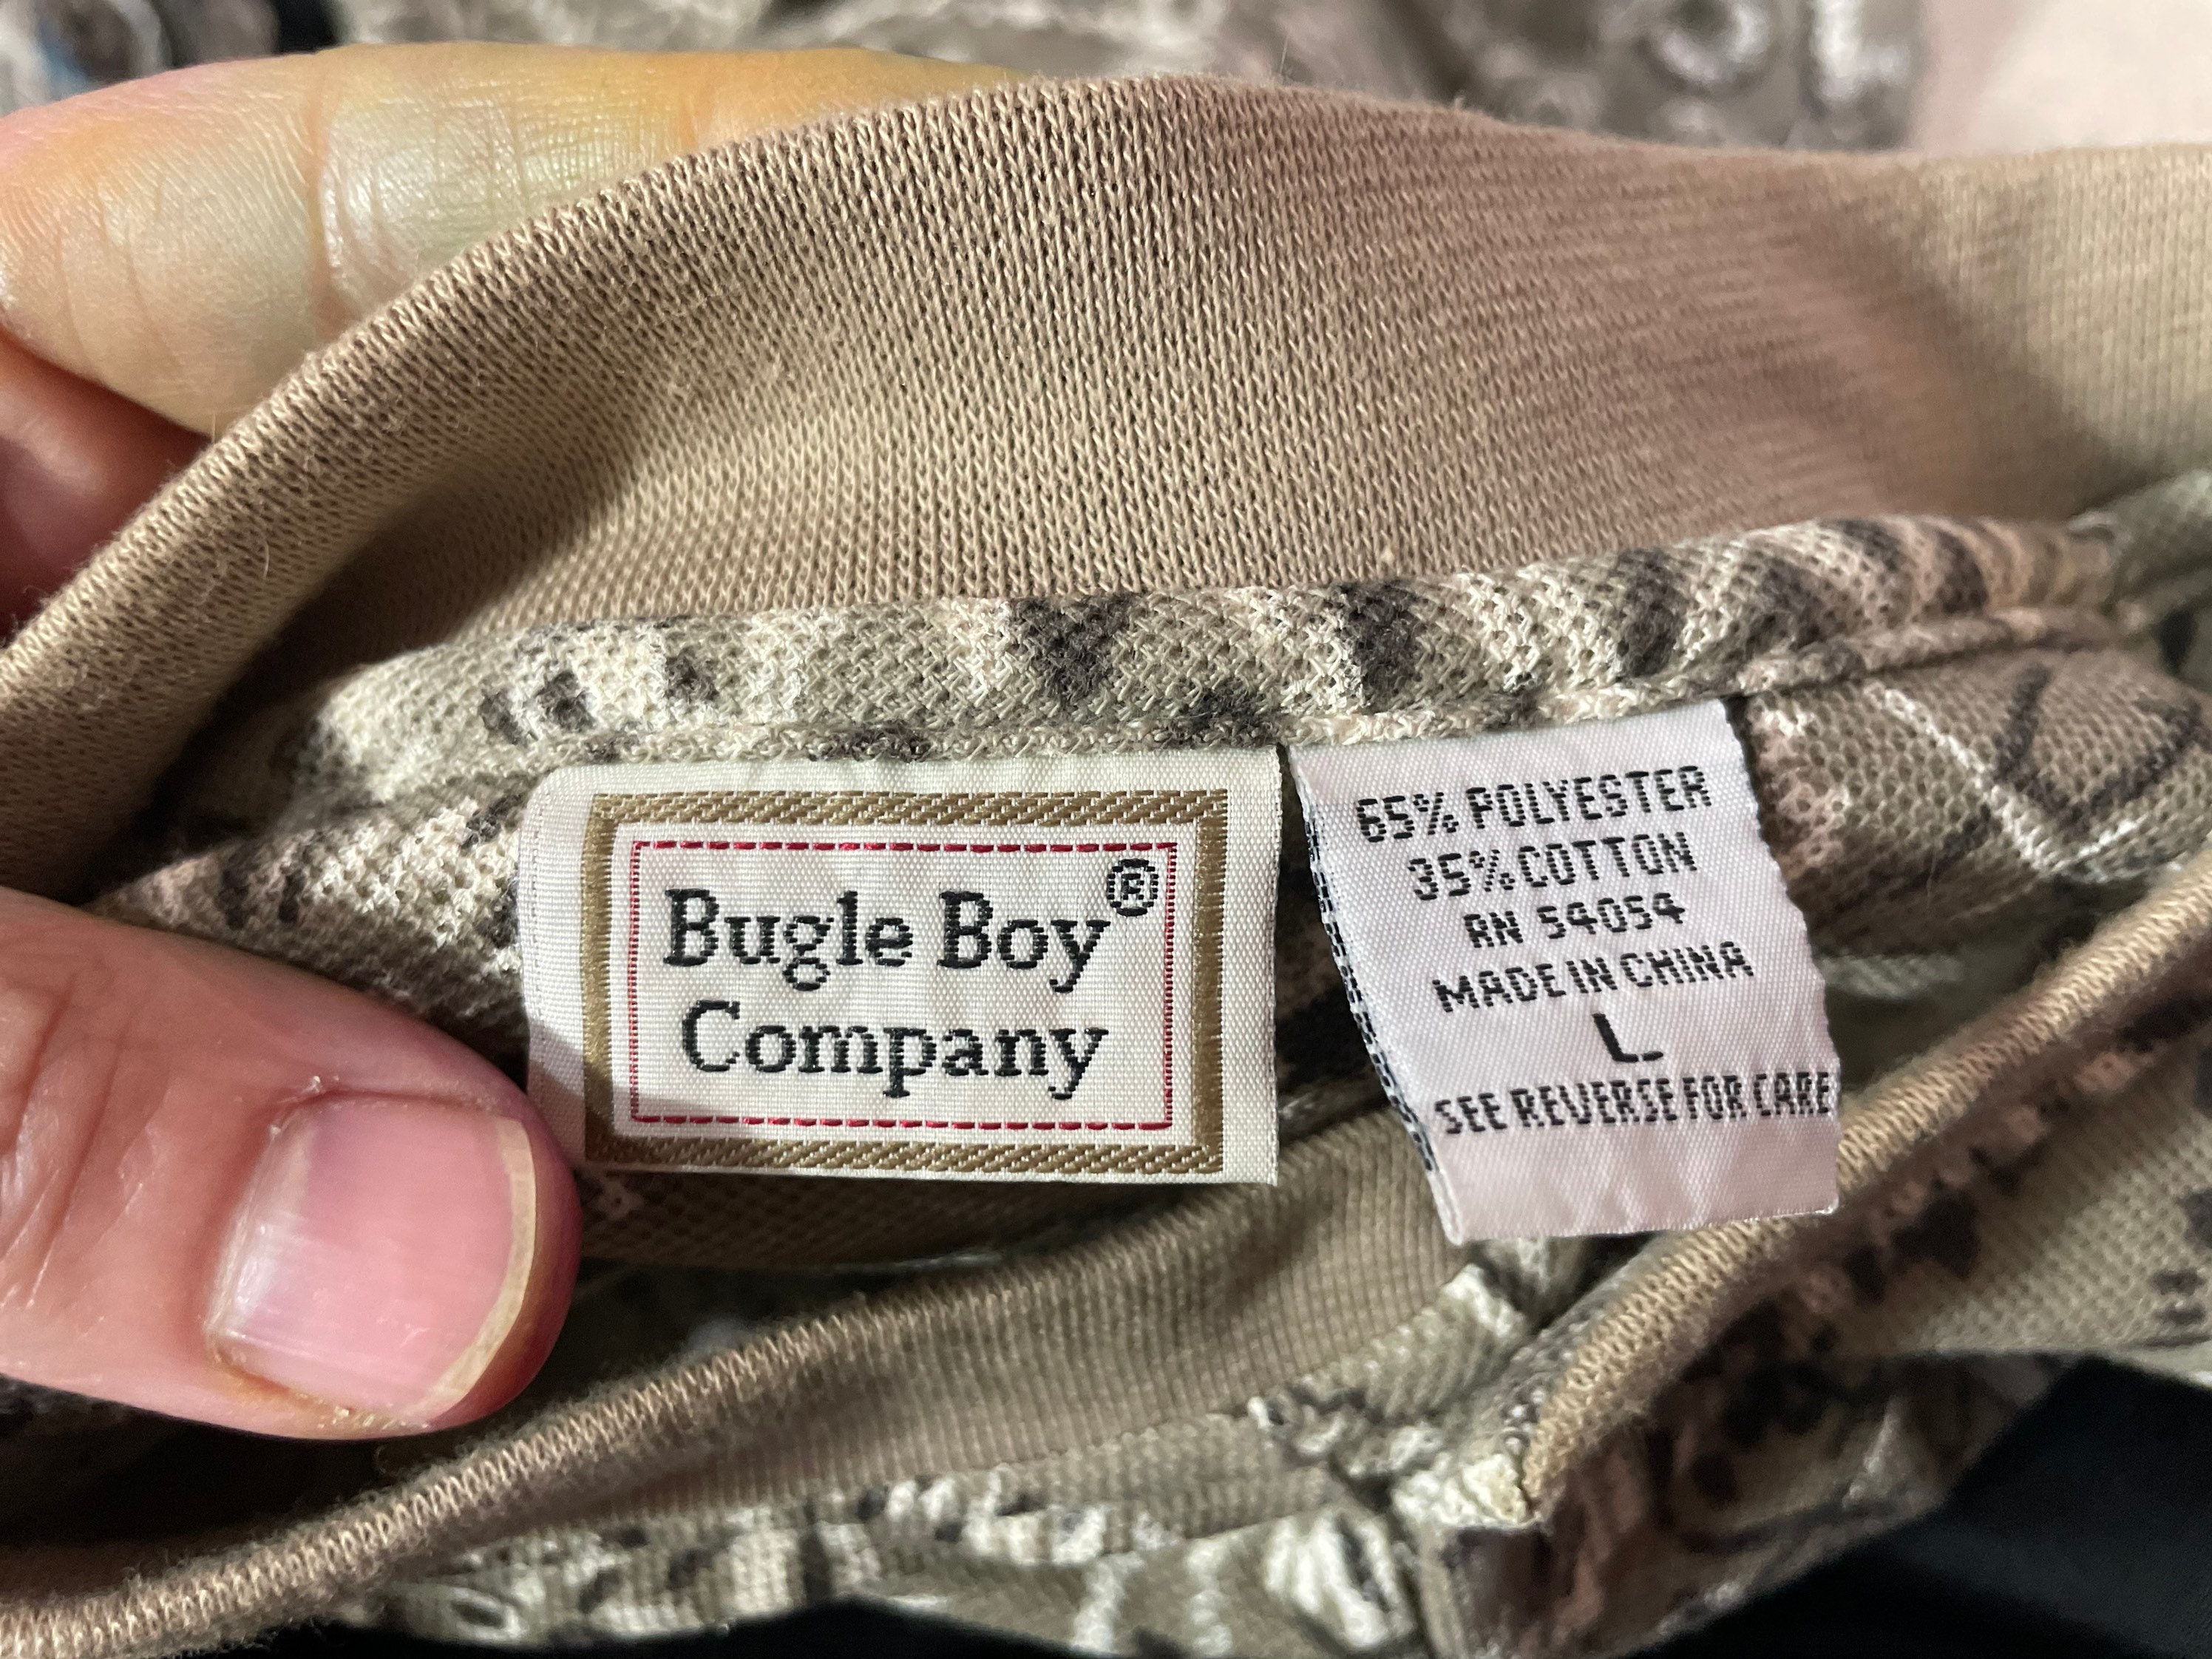 Bugle Boy®
Company
65% POLYESTER
35% COTTON
RN 54054
MADE IN CHINA
L
SEE REVERSE FOR CARE